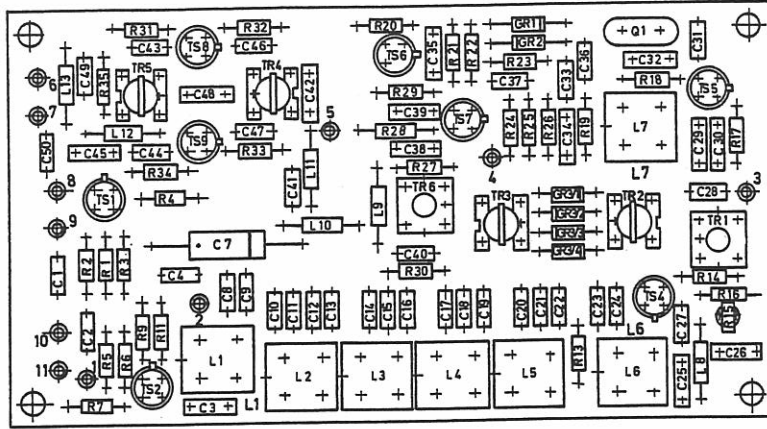 R31 R32 R20 GR1 Q1 C31
C43 TS8 C46 TS6 C35 R21 R22 GR2 C36 C32
L13 C49 R35 TR5 TR4 C42 R23 C33 R18 TS5
6 C48 R29 C37 L7
7 C39 TS7 R24 R25 R26 C34 R19 C29 C30 R17
L12 TS9 C47 5 R28
C50 C45 C44 R33 L11 C38 4 L7
R34 R27
8 TS1 R4 C41 L9 TR6 TR3 GR3/1 TR2 C28 3
9 L10 GR3/2 TR1
C7 GR3/3
C1 R2 R1 R3 C4 C40 GR3/4
C8 C9 R30 R14
2 TS4 R16
10 C2 R9 R11 C10 C11 C12 C13 C14 C15 C16 C17 C18 C19 C20 C21 C22 C23 C24 C27 R15
L6
11 1 R5 R6 L1 L2 L3 L4 L5 R13 L6 C25 L8 C26
TS2
R7 C3 L1